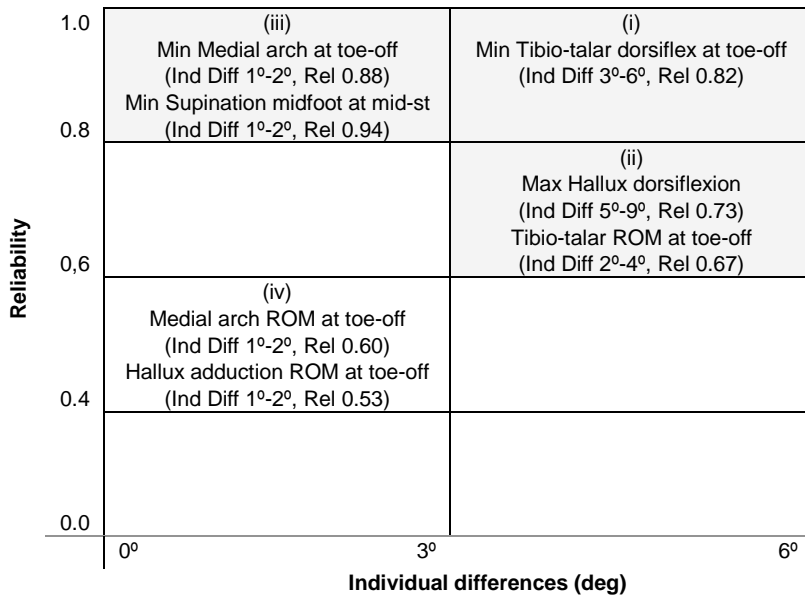 1.0
(iii)
Min Medial arch at toe-off
(Ind Diff 1º-2º, Rel 0.88)
Min Supination midfoot at mid-st
(Ind Diff 1º-2º, Rel 0.94)
(i)
Min Tibio-talar dorsiflex at toe-off
(Ind Diff 3º-6º, Rel 0.82)
0.8
(ii)
Max Hallux dorsiflexion
(Ind Diff 5º-9º, Rel 0.73)
Tibio-talar ROM at toe-off
(Ind Diff 2º-4º, Rel 0.67)
Reliability
0,6
(iv)
Medial arch ROM at toe-off
(Ind Diff 1º-2º, Rel 0.60)
Hallux adduction ROM at toe-off
(Ind Diff 1º-2º, Rel 0.53)
0.4
0.0
0º 3º 6º
Individual differences (deg)